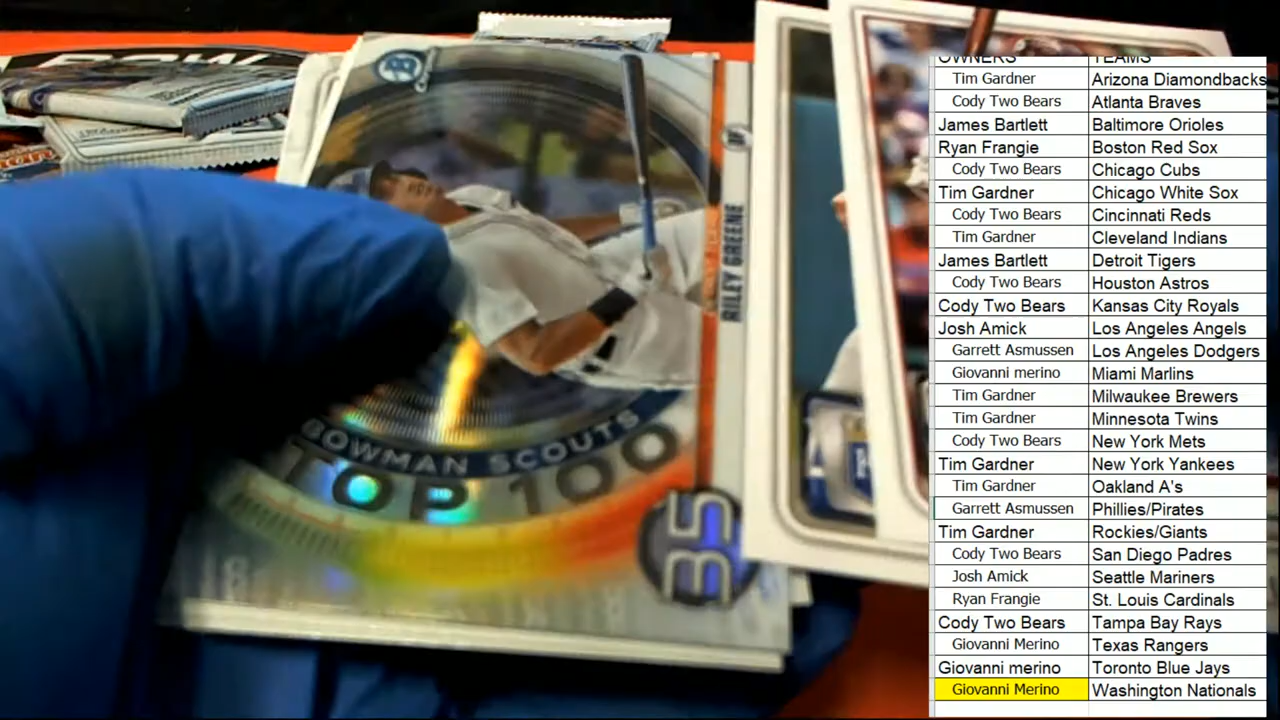 OWNERS TEAMS
Tim Gardner Arizona Diamondbacks
Cody Two Bears Atlanta Braves
James Bartlett Baltimore Orioles
Ryan Frangie Boston Red Sox
Cody Two Bears Chicago Cubs
Tim Gardner Chicago White Sox
Cody Two Bears Cincinnati Reds
Tim Gardner Cleveland Indians
James Bartlett Detroit Tigers
Cody Two Bears Houston Astros
Cody Two Bears Kansas City Royals
Josh Amick Los Angeles Angels
Garrett Asmussen Los Angeles Dodgers
Giovanni merino Miami Marlins
Tim Gardner Milwaukee Brewers
Tim Gardner Minnesota Twins
Cody Two Bears New York Mets
Tim Gardner New York Yankees
Tim Gardner Oakland A's
Garrett Asmussen Phillies/Pirates
Tim Gardner Rockies/Giants
Cody Two Bears San Diego Padres
Josh Amick Seattle Mariners
Ryan Frangie St. Louis Cardinals
Cody Two Bears Tampa Bay Rays
Giovanni Merino Texas Rangers
Giovanni merino Toronto Blue Jays
Giovanni Merino Washington Nationals
RILEY GREENE
BOWMAN SCOUTS
TOP 100
35